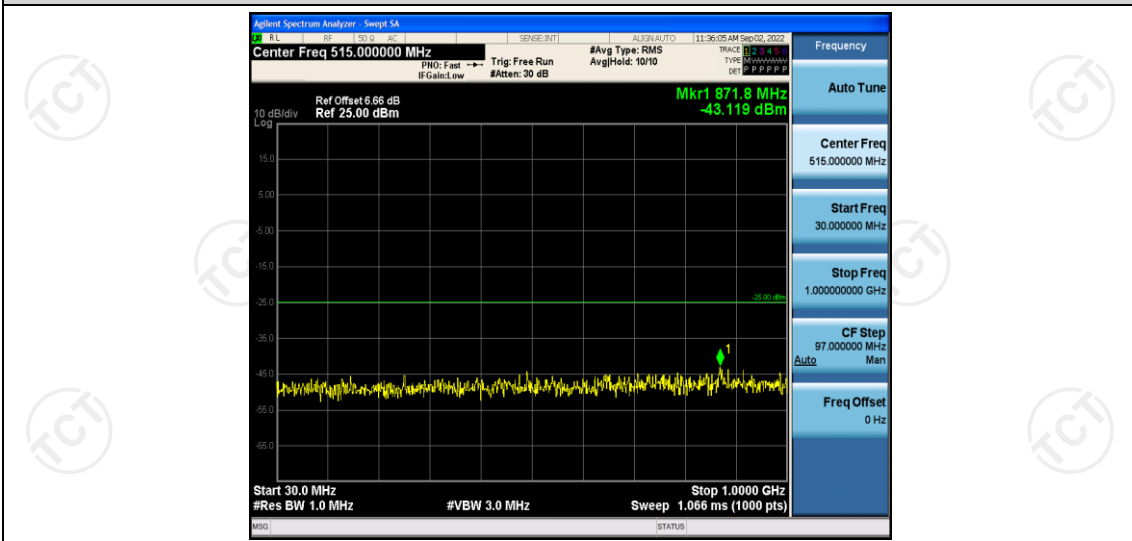 Agilent Spectrum Analyzer - Swept SA
RL RF 50 Ω AC SENSE:INT ALIGN AUTO 11:36:05 AM Sep 02, 2022
Center Freq 515.000000 MHz #Avg Type: RMS TRACE 1 2 3 4 5 6
PNO: Fast Trig: Free Run Avg|Hold: 10/10 TYPE M
IFGain:Low #Atten: 30 dB DET P P P P P P
Mkr1 871.8 MHz
Ref Offset 6.66 dB
10 dB/div Ref 25.00 dBm -43.119 dBm
Log
15.0
5.00
-5.00
-15.0
-25.0
-25.00 dBm
-35.0
1
-45.0
-55.0
-65.0
Start 30.0 MHz Stop 1.0000 GHz
#Res BW 1.0 MHz #VBW 3.0 MHz Sweep 1.066 ms (1000 pts)
MSG STATUS
Frequency
Auto Tune
Center Freq
515.000000 MHz
Start Freq
30.000000 MHz
Stop Freq
1.000000000 GHz
CF Step
97.000000 MHz
Auto Man
Freq Offset
0 Hz
TCT
TCT
TCT
TCT
TCT
TCT